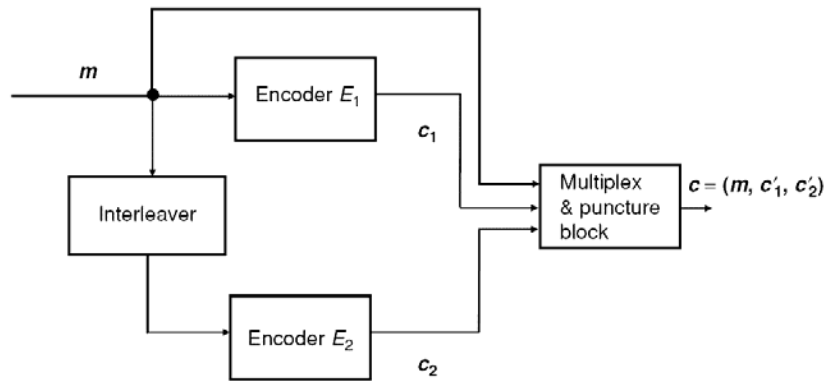 m
Encoder E₁
c₁
Interleaver
Multiplex
& puncture
block
c = (m, c′₁, c′₂)
Encoder E₂
c₂